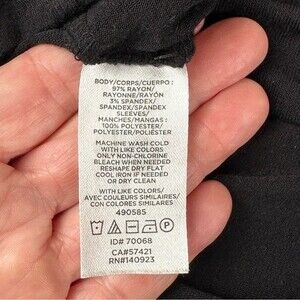 BODY/CORPS/CUERPO:
97% RAYON/
RAYONNE/RAYÓN
3% SPANDEX/
SPANDEX/SPANDEX
SLEEVES/
MANCHES/MANGAS:
100% POLYESTER/
POLYESTER/POLIÉSTER
MACHINE WASH COLD
WITH LIKE COLORS
ONLY NON-CHLORINE
BLEACH WHEN NEEDED
RESHAPE DRY FLAT
COOL IRON IF NEEDED
OR DRY CLEAN
WITH LIKE COLORS/
AVEC COULEURS SIMILAIRES/
CON COLORES SIMILARES
490585
ID# 70068
CA#57421
RN#140923